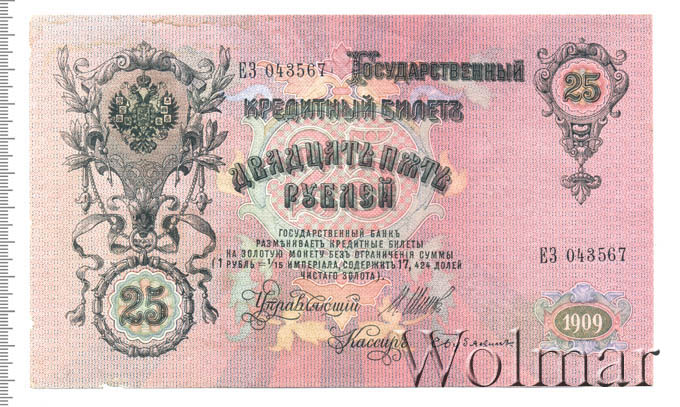 ЕЗ 043567
Государственный
25
Кредитный билетъ
Двадцать пять
рублей
Государственный банк
размѣниваетъ кредитные билеты
на золотую монету безъ ограниченія суммы
(1 рубль = 1/15 имперіала, содержитъ 17,424 долей
чистаго золота).
ЕЗ 043567
25
Управляющій
Кассиръ
1909
Wolmar